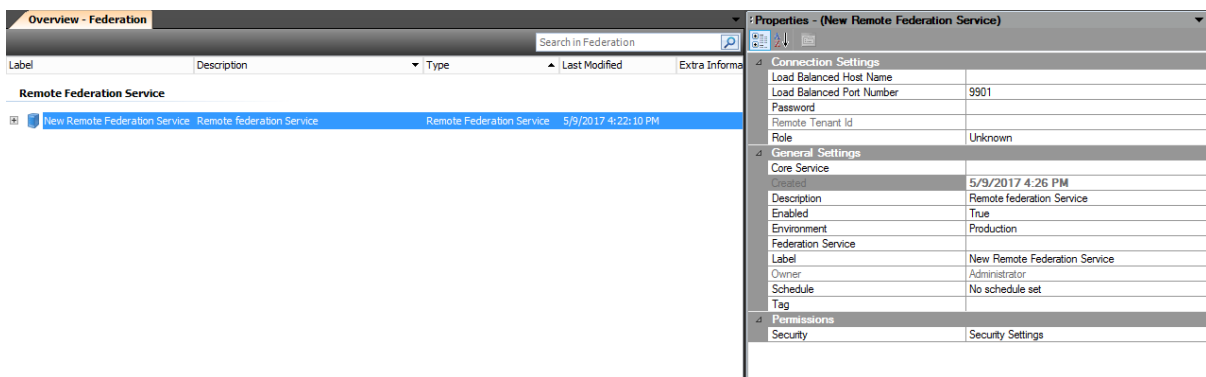 Overview - Federation
Search in Federation
Label Description Type Last Modified Extra Informa
Remote Federation Service
New Remote Federation Service Remote federation Service Remote Federation Service 5/9/2017 4:22:10 PM
Properties - (New Remote Federation Service)
Connection Settings
Load Balanced Host Name
Load Balanced Port Number 9901
Password
Remote Tenant Id
Role Unknown
General Settings
Core Service
Created 5/9/2017 4:26 PM
Description Remote federation Service
Enabled True
Environment Production
Federation Service
Label New Remote Federation Service
Owner Administrator
Schedule No schedule set
Tag
Permissions
Security Security Settings